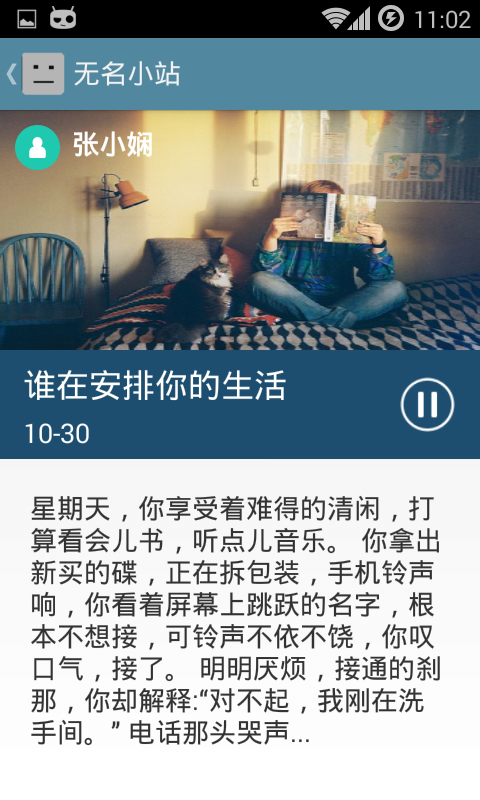 11:02
无名小站
张小娴
谁在安排你的生活
10-30
星期天，你享受着难得的清闲，打
算看会儿书，听点儿音乐。 你拿出
新买的碟，正在拆包装，手机铃声
响，你看着屏幕上跳跃的名字，根
本不想接，可铃声不依不饶，你叹
口气，接了。 明明厌烦，接通的刹
那，你却解释:“对不起，我刚在洗
手间。” 电话那头哭声...